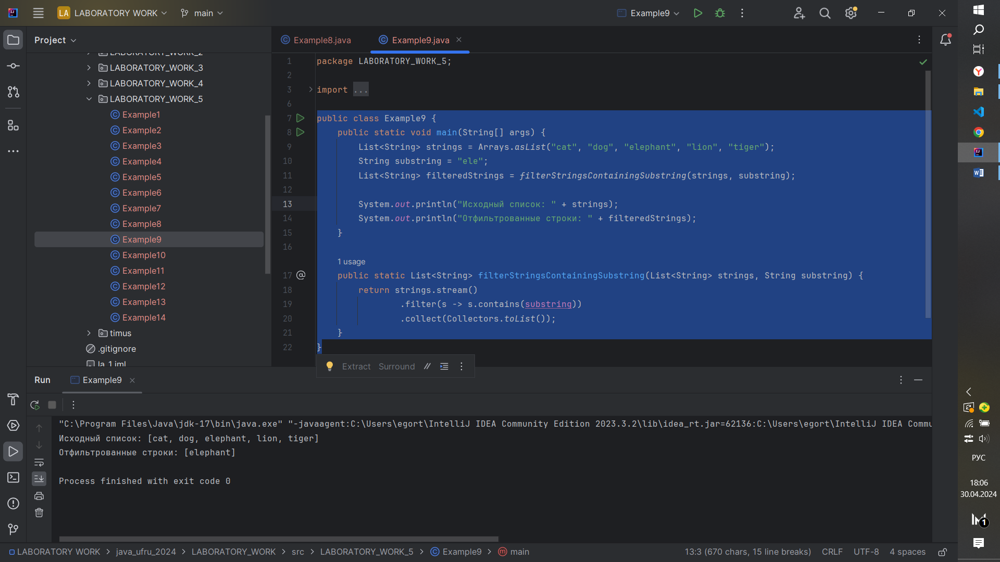 LA LABORATORY WORK main Example9
Project
Example8.java Example9.java
LABORATORY_WORK_2
LABORATORY_WORK_3
LABORATORY_WORK_4
LABORATORY_WORK_5
Example1
Example2
Example3
Example4
Example5
Example6
Example7
Example8
Example9
Example10
Example11
Example12
Example13
Example14
timus
.gitignore
la_1.iml
1 package LABORATORY_WORK_5;
2
3 import ...
6
7 public class Example9 {
8 public static void main(String[] args) {
9 List<String> strings = Arrays.asList("cat", "dog", "elephant", "lion", "tiger");
10 String substring = "ele";
11 List<String> filteredStrings = filterStringsContainingSubstring(strings, substring);
12
13 System.out.println("Исходный список: " + strings);
14 System.out.println("Отфильтрованные строки: " + filteredStrings);
15 }
16
1 usage
17 @ public static List<String> filterStringsContainingSubstring(List<String> strings, String substring) {
18 return strings.stream()
19 .filter(s -> s.contains(substring))
20 .collect(Collectors.toList());
21 }
22 }
Extract Surround //
Run Example9
"C:\Program Files\Java\jdk-17\bin\java.exe" "-javaagent:C:\Users\egort\IntelliJ IDEA Community Edition 2023.3.2\lib\idea_rt.jar=62136:C:\Users\egort\IntelliJ IDEA Commu
Исходный список: [cat, dog, elephant, lion, tiger]
Отфильтрованные строки: [elephant]
Process finished with exit code 0
LABORATORY WORK > java_ufru_2024 > LABORATORY_WORK > src > LABORATORY_WORK_5 > Example9 > main
13:3 (670 chars, 15 line breaks) CRLF UTF-8 4 spaces
РУС
18:06
30.04.2024
1